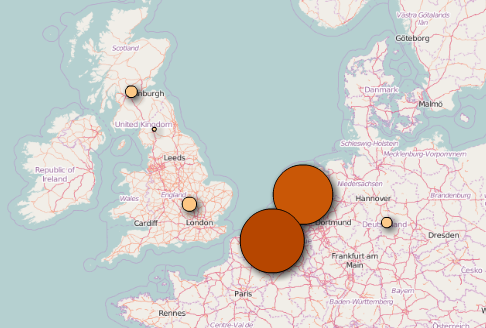 Västra Götalands
län
Göteborg
Scotland
Danmark
Malmö
United Kingdom
Leeds
Schleswig-Holstein
Mecklenburg-Vorpommern
Republic of
Ireland
Niedersachsen
Wales
England
Hannover
Brandenburg
Cardiff
London
Dortmund
Dresden
Frankfurt am
Main
Česko
Paris
Bayern
Baden-Württemberg
Rennes
Österreich
Centre-Val de